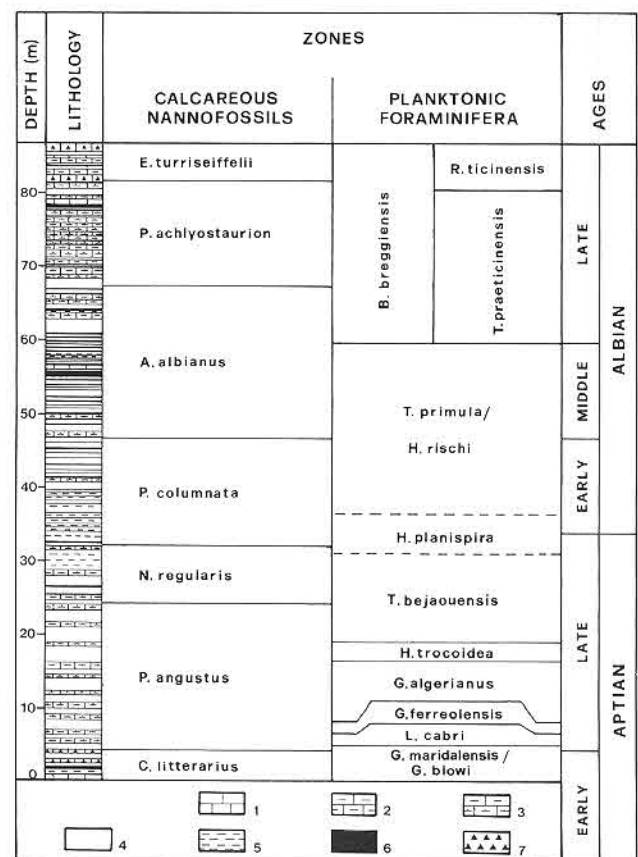 DEPTH (m)
LITHOLOGY
ZONES
CALCAREOUS
NANNOFOSSILS
PLANKTONIC
FORAMINIFERA
AGES
80
70
60
50
40
30
20
10
0
E. turriseiffelii
P. achlyostaurion
A. albianus
P. columnata
N. regularis
P. angustus
C. litterarius
B. breggiensis
R. ticinensis
T. praeticinensis
T. primula/
H. rischi
H. planispira
T. bejaouensis
H. trocoidea
G. algerianus
G. ferreolensis
L. cabri
G. maridalensis /
G. blowi
LATE
MIDDLE
EARLY
LATE
EARLY
ALBIAN
APTIAN
1
2
3
4
5
6
7